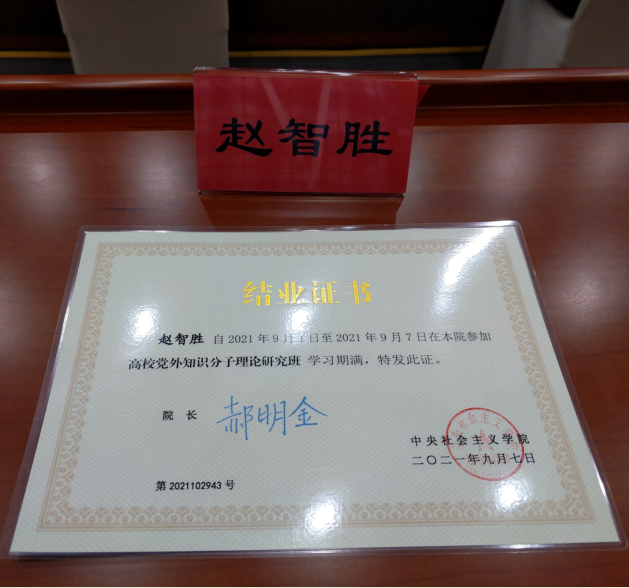 赵智胜
结业证书
赵智胜 自2021年9月1日至2021年9月7日在本院参加
高校党外知识分子理论研究班 学习期满，特发此证。
院 长 郝明金
中央社会主义学院
二〇二一年九月七日
第 2021102943 号